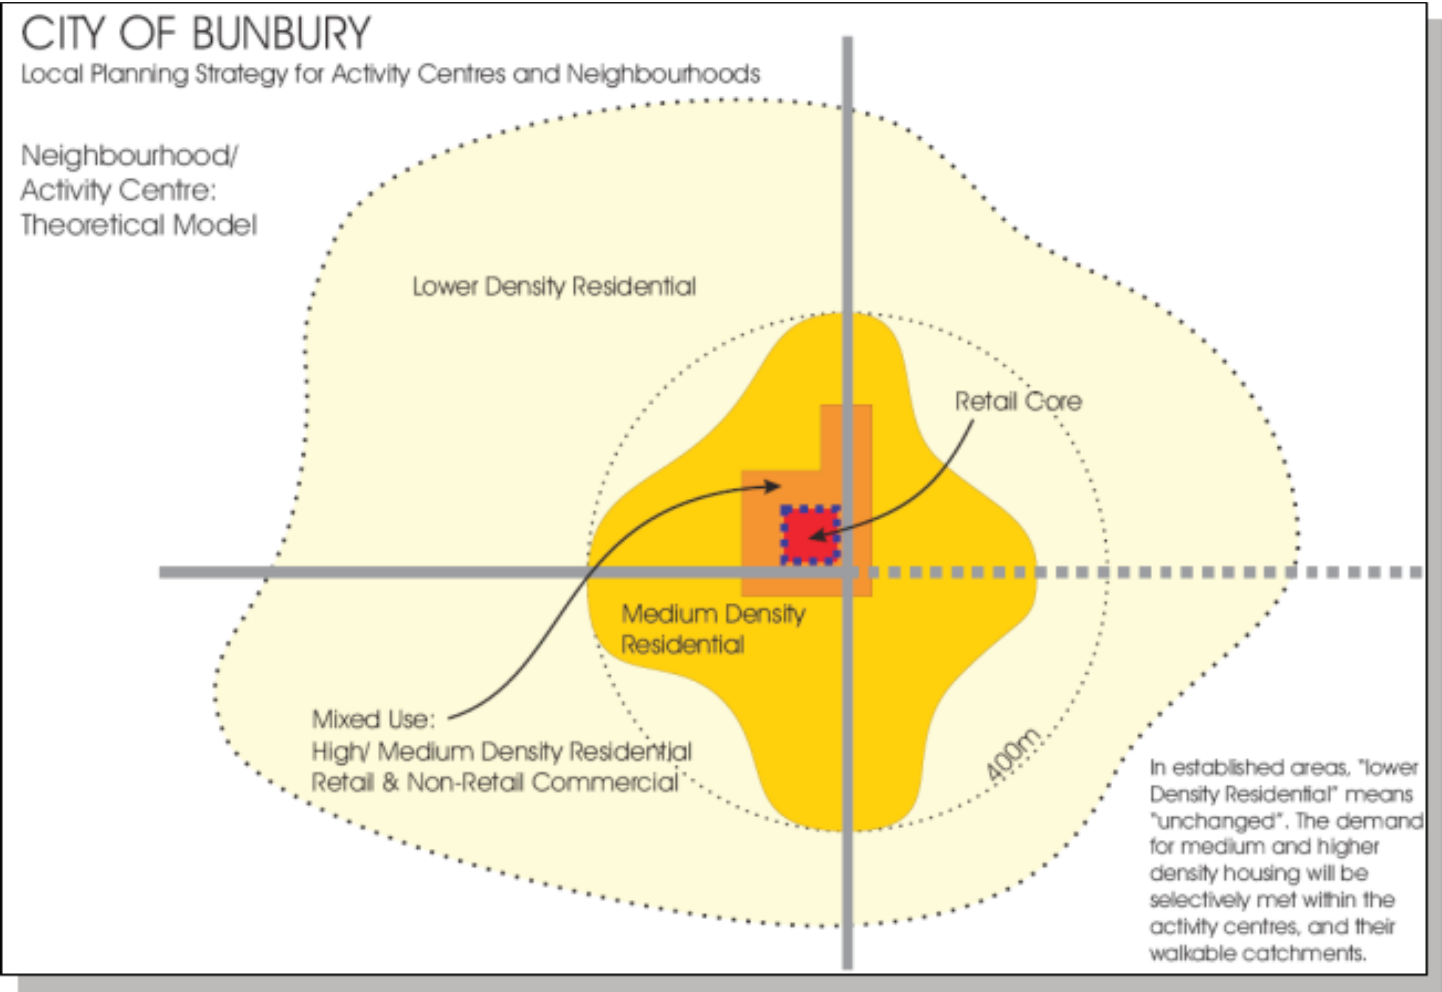 CITY OF BUNBURY
Local Planning Strategy for Activity Centres and Neighbourhoods
Neighbourhood/
Activity Centre:
Theoretical Model
Lower Density Residential
Retail Core
Medium Density
Residential
Mixed Use:
High/ Medium Density Residential
Retail & Non-Retail Commercial
400m
In established areas, "lower
Density Residential" means
"unchanged". The demand
for medium and higher
density housing will be
selectively met within the
activity centres, and their
walkable catchments.